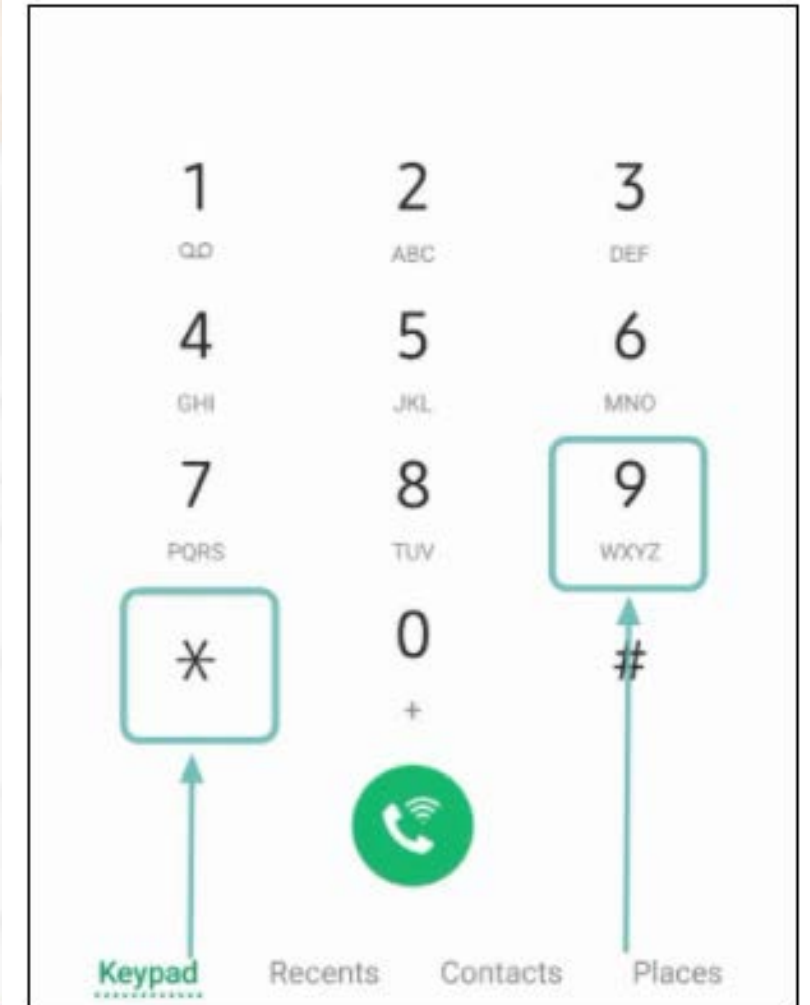 1 2 3
ABC DEF
4 5 6
GHI JKL MNO
7 8 9
PQRS TUV WXYZ
* 0 #
+
Keypad Recents Contacts Places